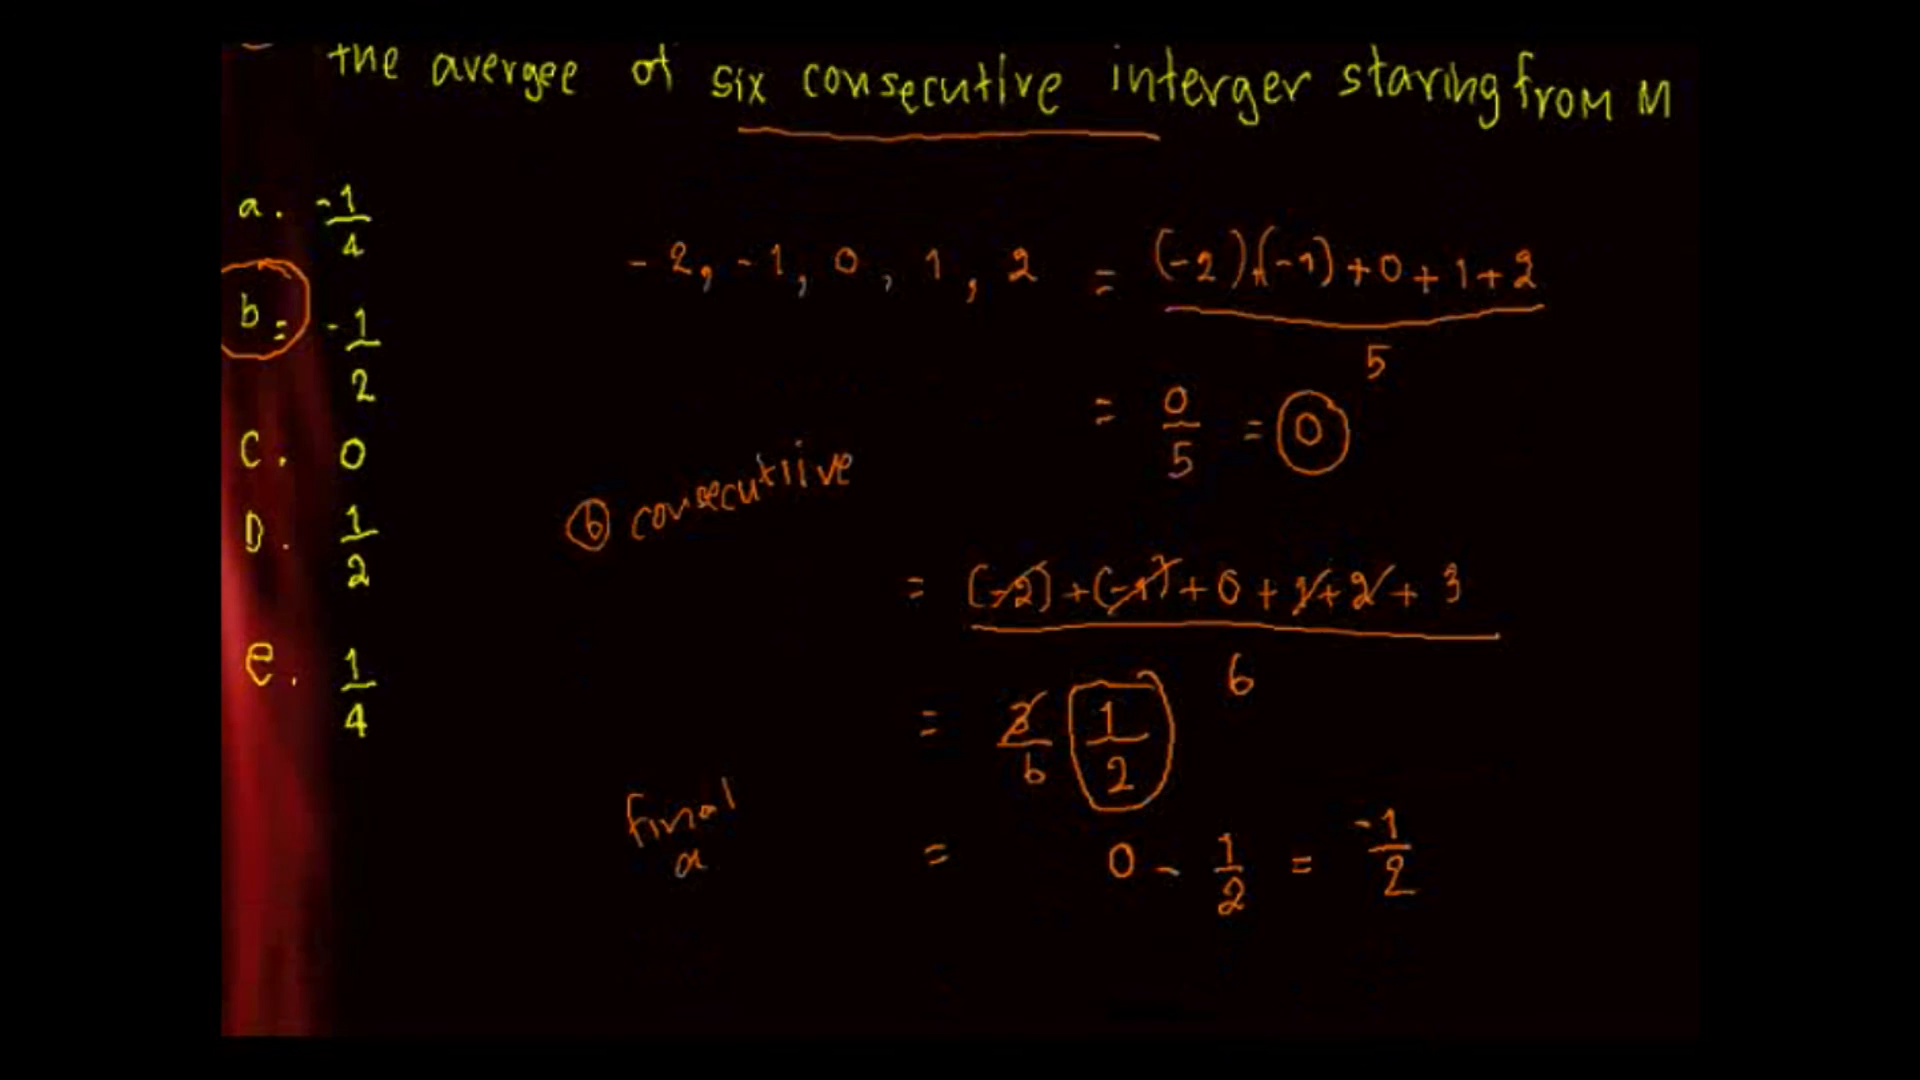 the avergee of six consecutive interger staring from M
a. -1/4
-2, -1, 0, 1, 2 = (-2)+(-1)+0+1+2 / 5
b. = -1/2
= 0/5 = 0
C. 0
6 consecutiive
D. 1/2
= (-2)+(-1)+0+1+2+3 / 6
e. 1/4
= 3/6 1/2
final a = 0 - 1/2 = -1/2